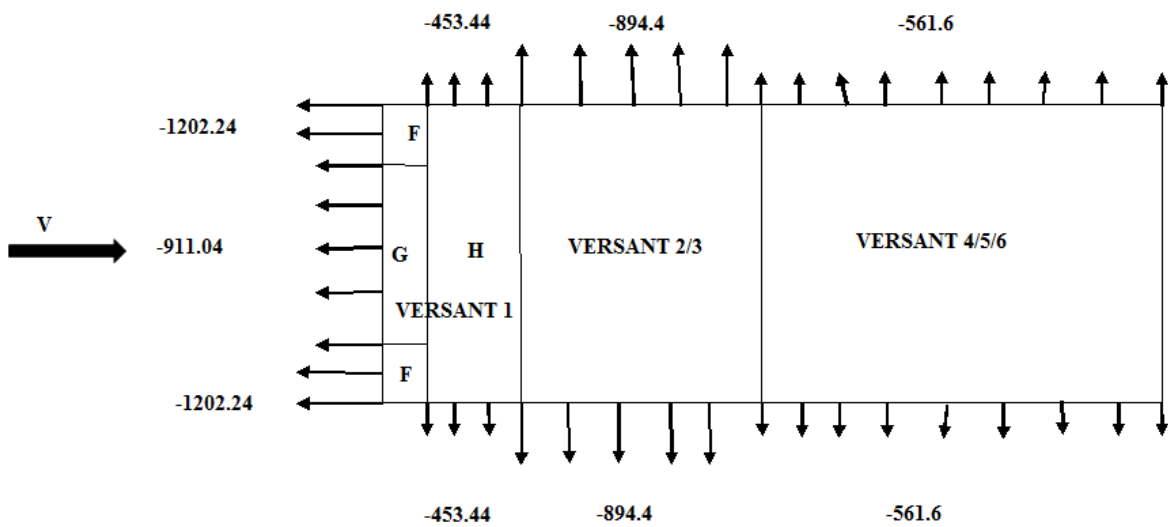 -453.44
-894.4
-561.6
-1202.24
F
V
-911.04
G
H
VERSANT 2/3
VERSANT 4/5/6
VERSANT 1
F
-1202.24
-453.44
-894.4
-561.6